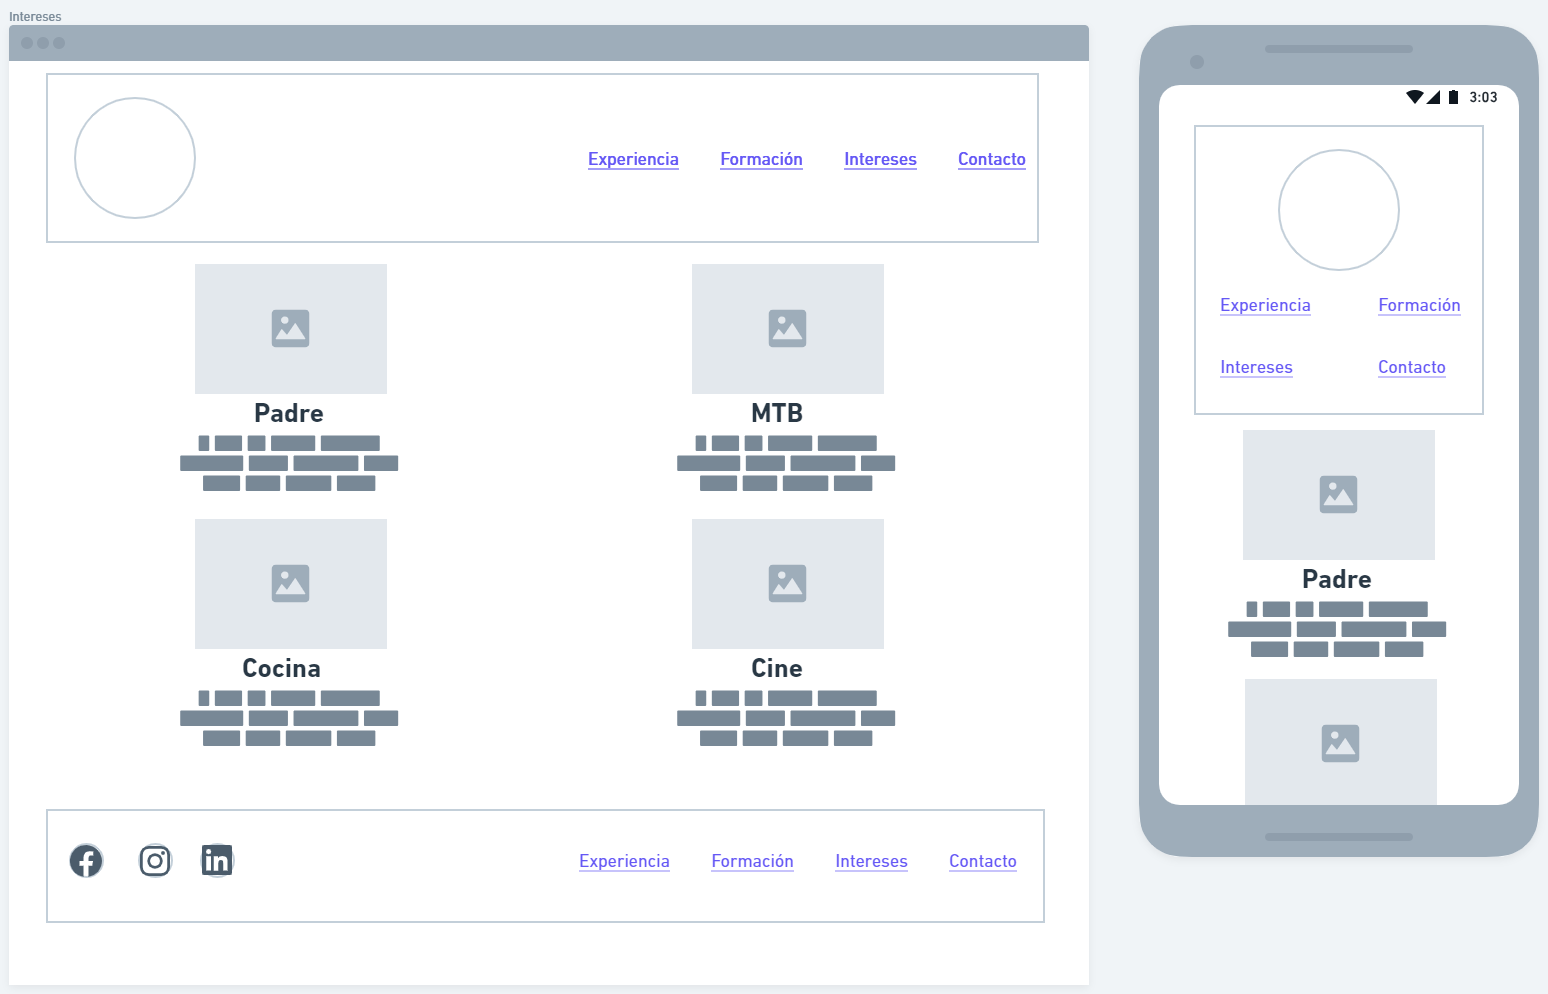 Intereses
Experiencia Formación Intereses Contacto
Padre MTB
Cocina Cine
Experiencia Formación Intereses Contacto
3:03
Experiencia Formación
Intereses Contacto
Padre